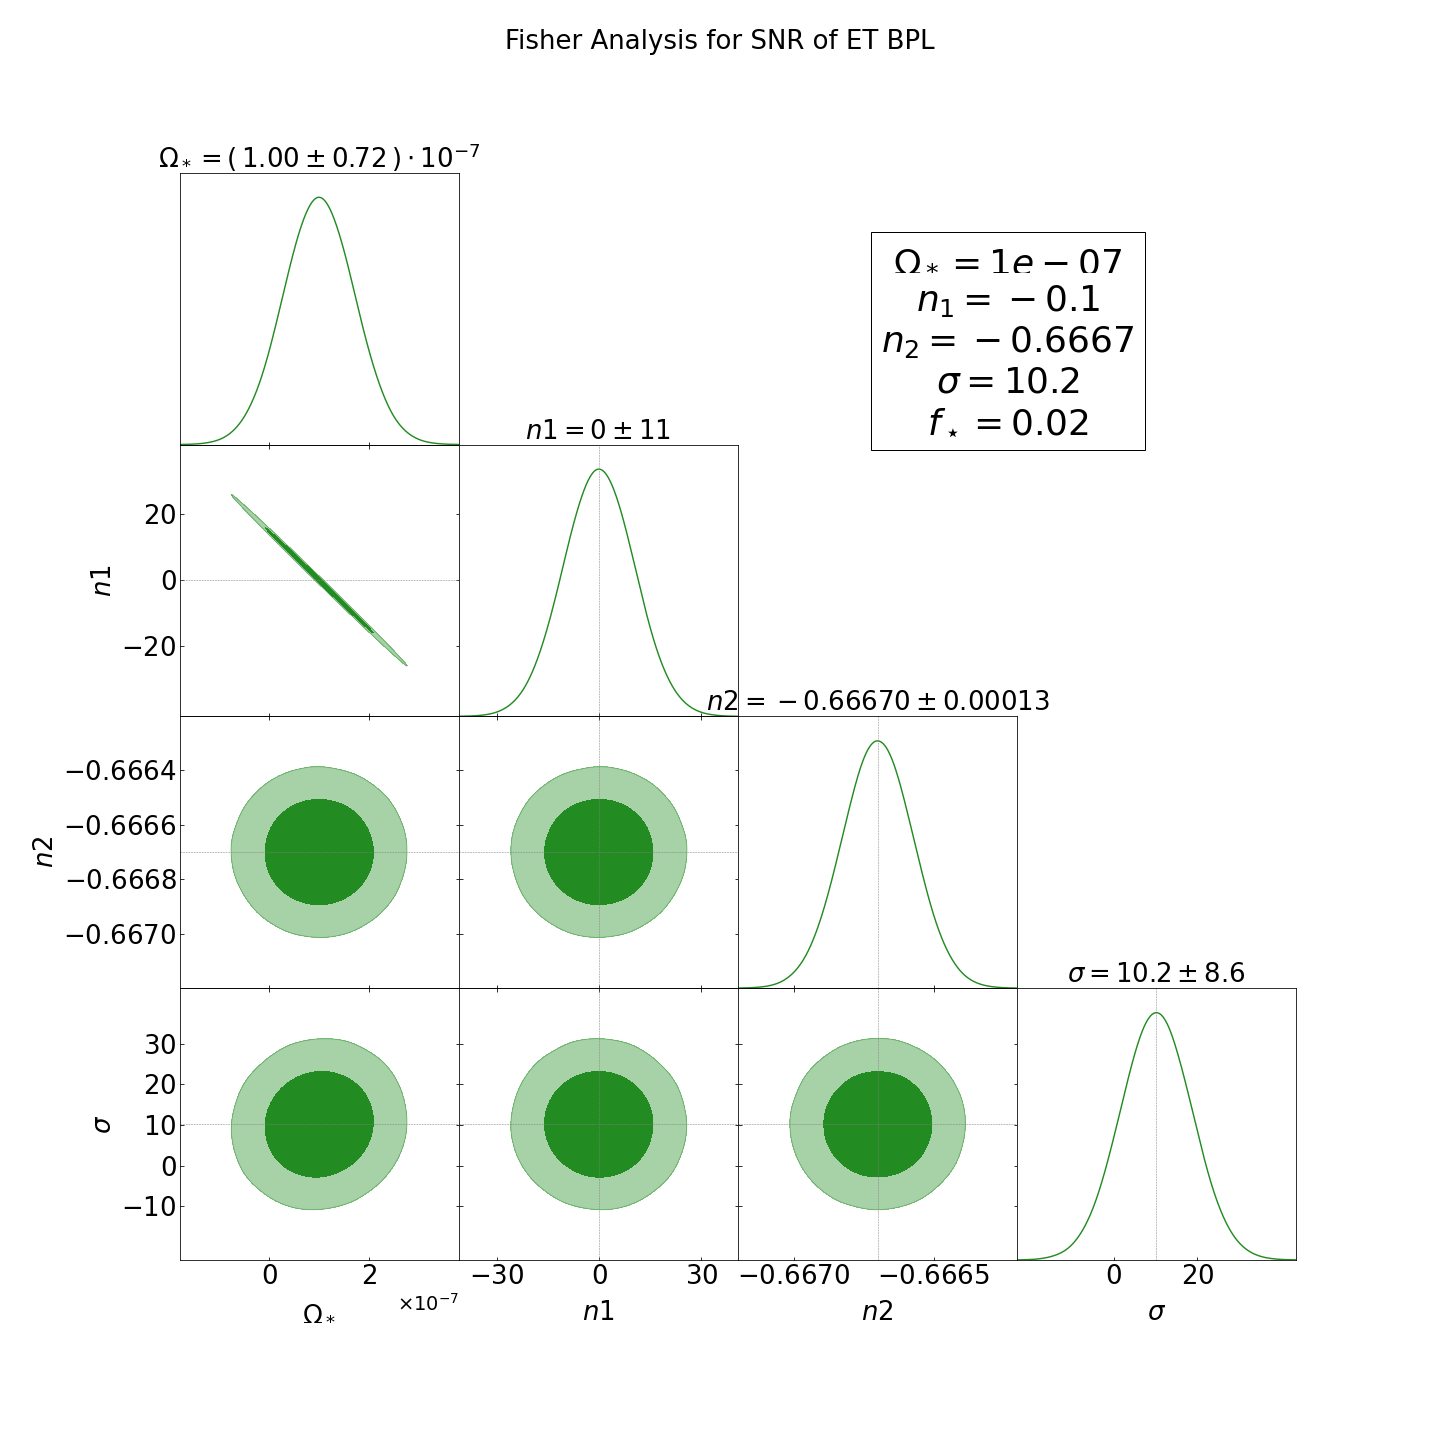 Fisher Analysis for SNR of ET BPL
Ω* = ( 1.00 ± 0.72 ) · 10⁻⁷
Ω* = 1e − 07
n₁ = −0.1
n₂ = −0.6667
σ = 10.2
f⋆ = 0.02
n1 = 0 ± 11
20
0
−20
n1
n2 = −0.66670 ± 0.00013
−0.6664
−0.6666
−0.6668
−0.6670
n2
σ = 10.2 ± 8.6
30
20
10
0
−10
σ
0 2 −30 0 30 −0.6670 −0.6665 0 20
×10⁻⁷
Ω* n1 n2 σ